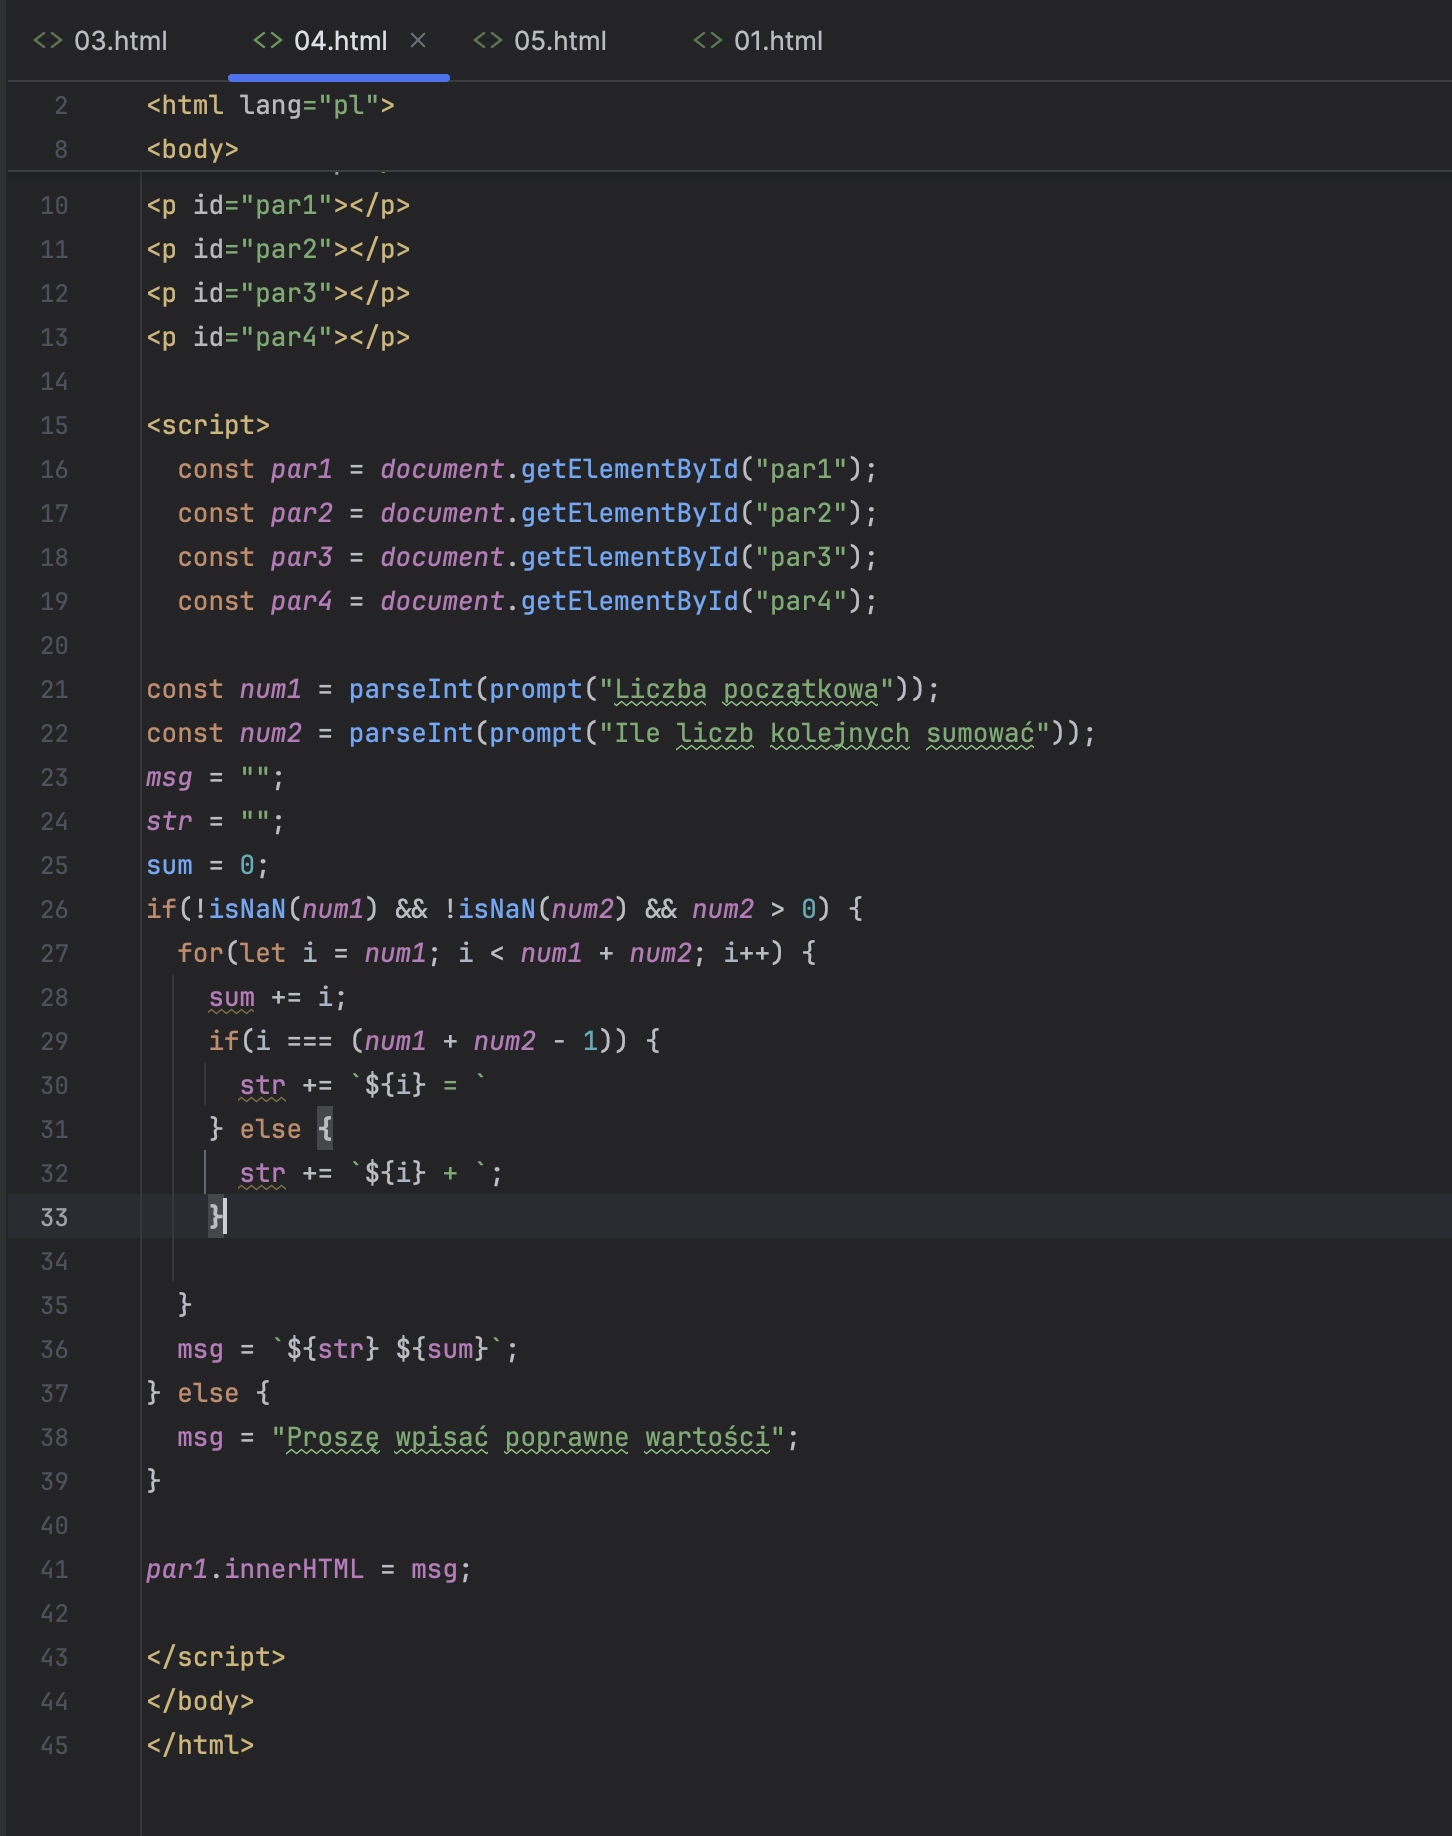 03.html 04.html 05.html 01.html
2 <html lang="pl">
8 <body>
10 <p id="par1"></p>
11 <p id="par2"></p>
12 <p id="par3"></p>
13 <p id="par4"></p>
14
15 <script>
16   const par1 = document.getElementById("par1");
17   const par2 = document.getElementById("par2");
18   const par3 = document.getElementById("par3");
19   const par4 = document.getElementById("par4");
20
21 const num1 = parseInt(prompt("Liczba początkowa"));
22 const num2 = parseInt(prompt("Ile liczb kolejnych sumować"));
23 msg = "";
24 str = "";
25 sum = 0;
26 if(!isNaN(num1) && !isNaN(num2) && num2 > 0) {
27   for(let i = num1; i < num1 + num2; i++) {
28     sum += i;
29     if(i === (num1 + num2 - 1)) {
30       str += `${i} = `
31     } else {
32       str += `${i} + `;
33     }
34
35   }
36   msg = `${str} ${sum}`;
37 } else {
38   msg = "Proszę wpisać poprawne wartości";
39 }
40
41 par1.innerHTML = msg;
42
43 </script>
44 </body>
45 </html>